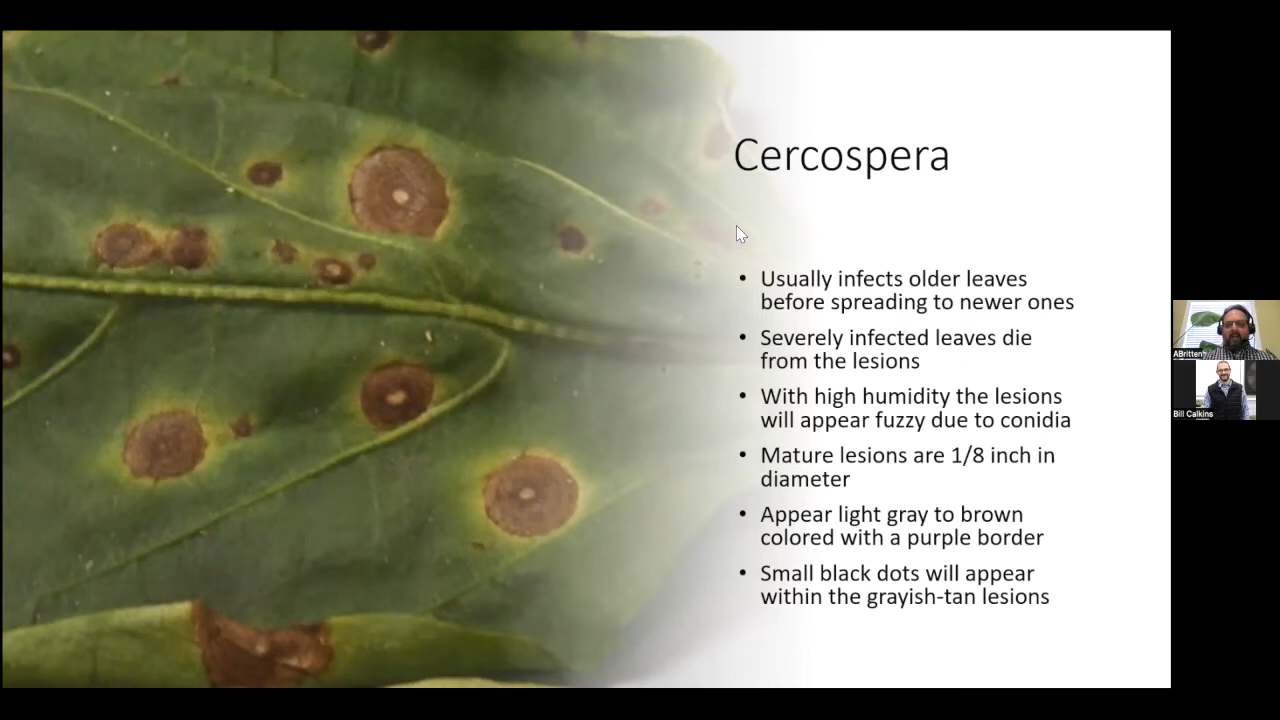 Cercospera
• Usually infects older leaves
before spreading to newer ones
• Severely infected leaves die
from the lesions
• With high humidity the lesions
will appear fuzzy due to conidia
• Mature lesions are 1/8 inch in
diameter
• Appear light gray to brown
colored with a purple border
• Small black dots will appear
within the grayish-tan lesions
ABritten
Bill Calkins